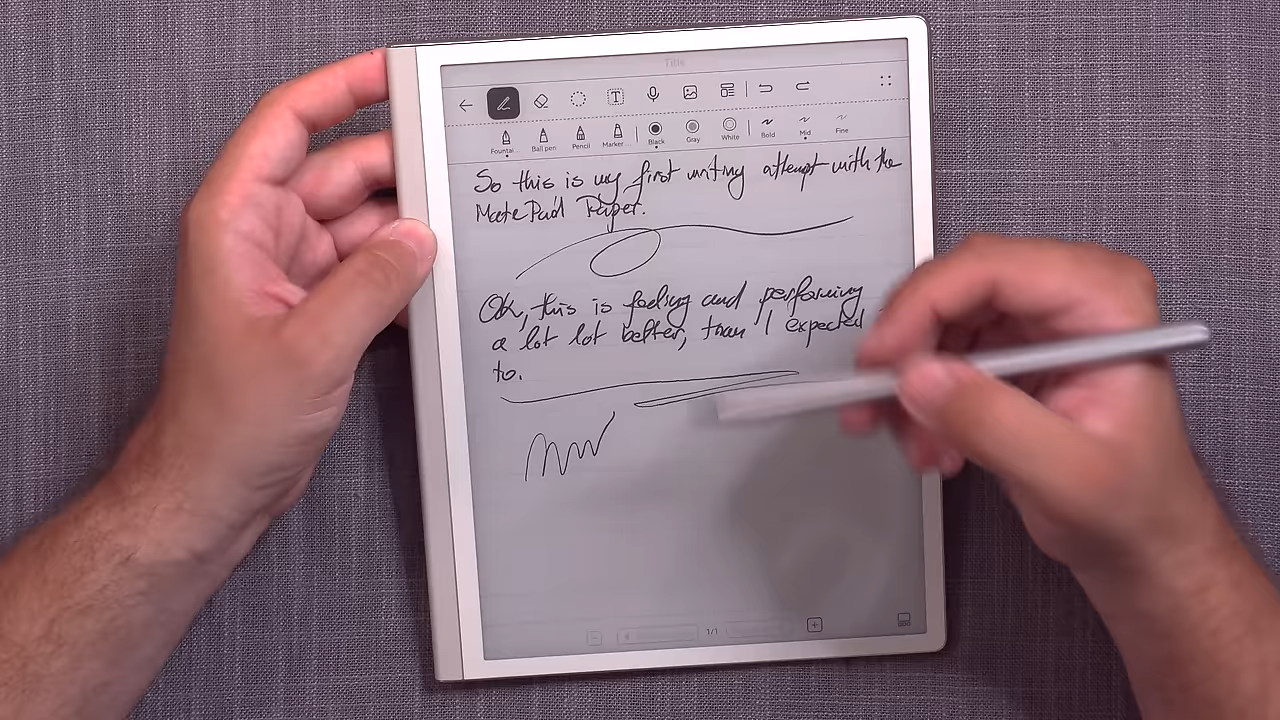 Title
Fountai... Ball pen Pencil Marker Black Gray White Bold Mid Fine
So this is my first writing attempt with the
MatePad Paper.
Oh, this is feeling and performing
a lot lot better, than I expected
to.
1/1